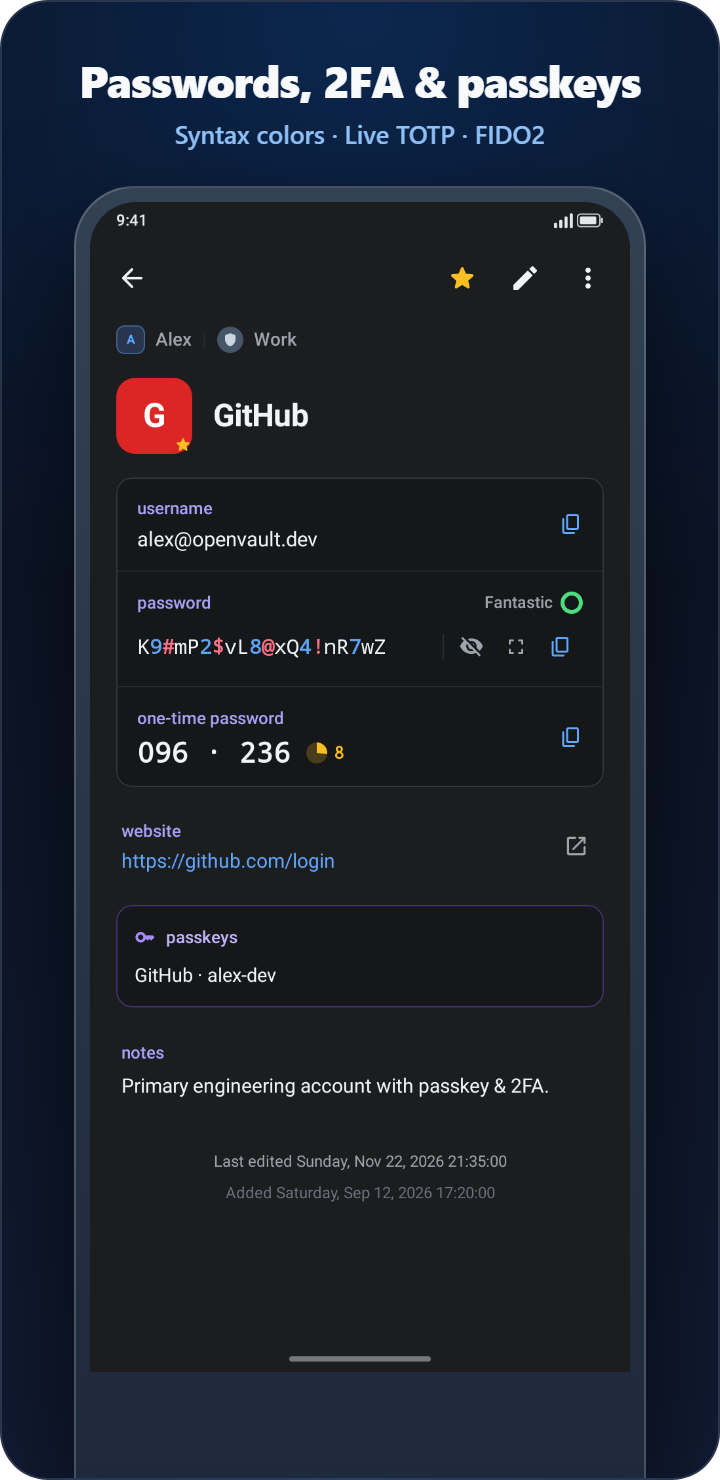 Passwords, 2FA & passkeys
Syntax colors · Live TOTP · FIDO2
9:41
A Alex Work
G GitHub
username
alex@openvault.dev
password Fantastic
K9#mP2$vL8@xQ4!nR7wZ
one-time password
096 · 236 8
website
https://github.com/login
passkeys
GitHub · alex-dev
notes
Primary engineering account with passkey & 2FA.
Last edited Sunday, Nov 22, 2026 21:35:00
Added Saturday, Sep 12, 2026 17:20:00